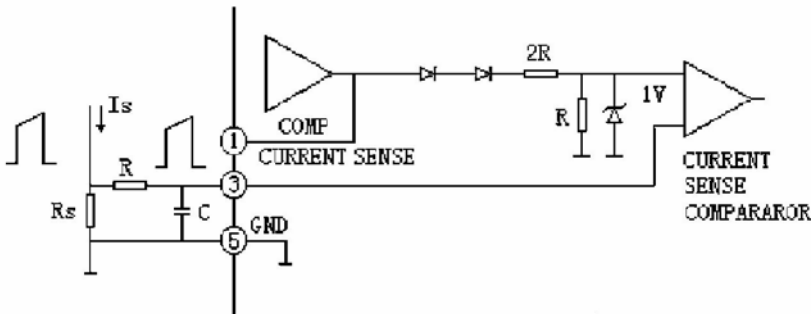 2R
Is
1V
R
COMP
1
CURRENT SENSE
R
3
Rs
C
GND
5
CURRENT
SENSE
COMPARAROR